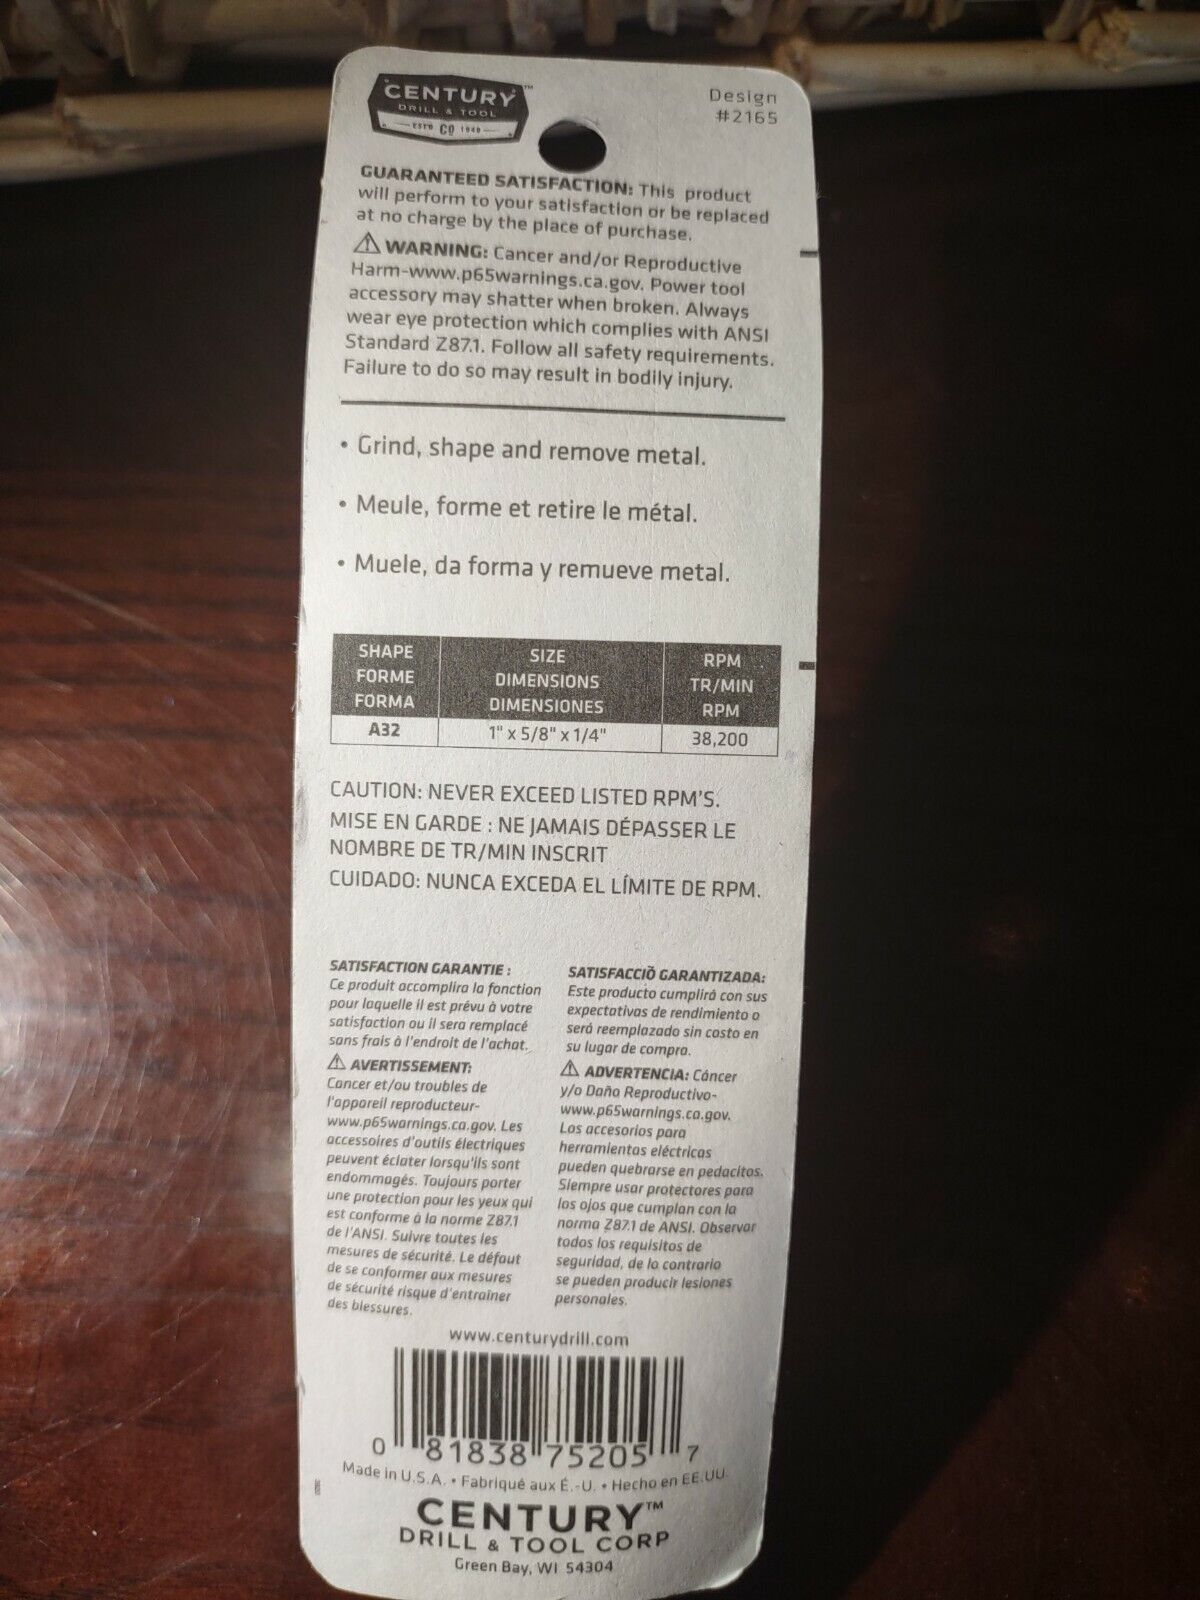 CENTURY™
DRILL & TOOL
ESTD CO 1940
Design
#2165
GUARANTEED SATISFACTION: This product
will perform to your satisfaction or be replaced
at no charge by the place of purchase.
⚠ WARNING: Cancer and/or Reproductive
Harm-www.p65warnings.ca.gov. Power tool
accessory may shatter when broken. Always
wear eye protection which complies with ANSI
Standard Z87.1. Follow all safety requirements.
Failure to do so may result in bodily injury.
• Grind, shape and remove metal.
• Meule, forme et retire le métal.
• Muele, da forma y remueve metal.
SHAPE SIZE RPM
FORME DIMENSIONS TR/MIN
FORMA DIMENSIONES RPM
A32 1" x 5/8" x 1/4" 38,200
CAUTION: NEVER EXCEED LISTED RPM'S.
MISE EN GARDE : NE JAMAIS DÉPASSER LE
NOMBRE DE TR/MIN INSCRIT
CUIDADO: NUNCA EXCEDA EL LÍMITE DE RPM.
SATISFACTION GARANTIE :
Ce produit accomplira la fonction
pour laquelle il est prévu à votre
satisfaction ou il sera remplacé
sans frais à l'endroit de l'achat.
⚠ AVERTISSEMENT:
Cancer et/ou troubles de
l'appareil reproducteur-
www.p65warnings.ca.gov. Les
accessoires d'outils électriques
peuvent éclater lorsqu'ils sont
endommagés. Toujours porter
une protection pour les yeux qui
est conforme à la norme Z87.1
de l'ANSI. Suivre toutes les
mesures de sécurité. Le défaut
de se conformer aux mesures
de sécurité risque d'entraîner
des blessures.
SATISFACCIÒ GARANTIZADA:
Este producto cumplirá con sus
expectativas de rendimiento o
será reemplazado sin costo en
su lugar de compra.
⚠ ADVERTENCIA: Cáncer
y/o Daño Reproductivo-
www.p65warnings.ca.gov.
Los accesorios para
herramientas eléctricas
pueden quebrarse en pedacitos.
Siempre usar protectores para
los ojos que cumplan con la
norma Z87.1 de ANSI. Observar
todos los requisitos de
seguridad, de lo contrario
se pueden producir lesiones
personales.
www.centurydrill.com
0 81838 75205 7
Made in U.S.A. • Fabriqué aux É.-U. • Hecho en EE.UU.
CENTURY™
DRILL & TOOL CORP
Green Bay, WI 54304